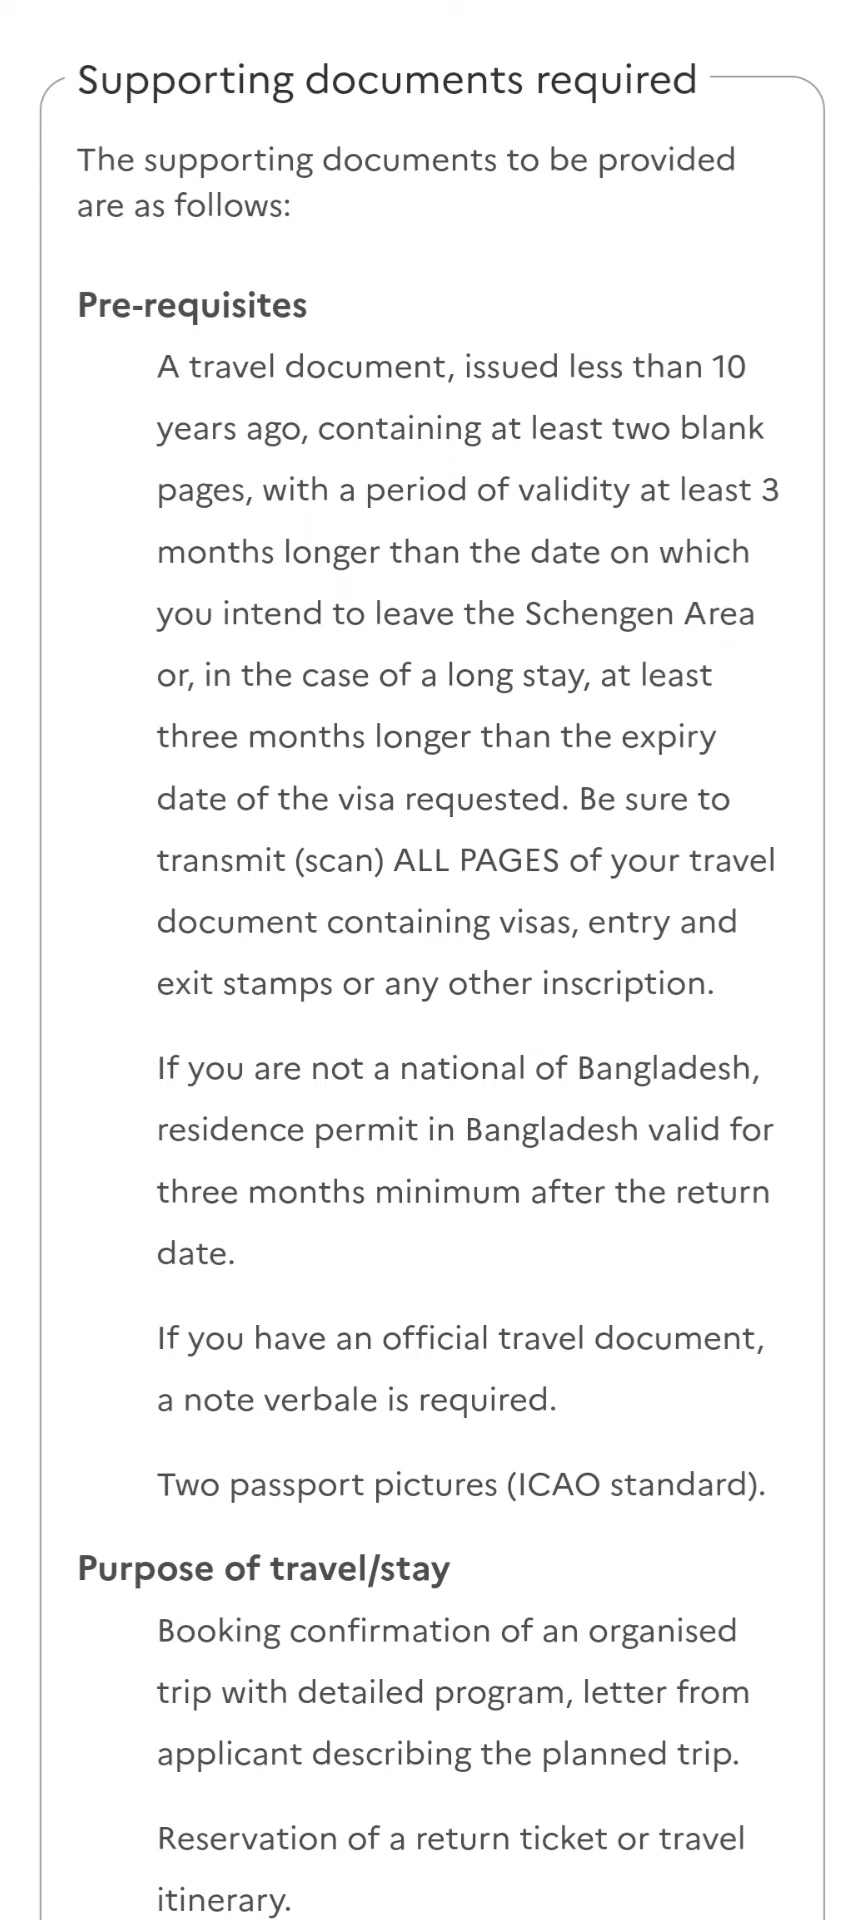 Supporting documents required
The supporting documents to be provided
are as follows:
Pre-requisites
A travel document, issued less than 10
years ago, containing at least two blank
pages, with a period of validity at least 3
months longer than the date on which
you intend to leave the Schengen Area
or, in the case of a long stay, at least
three months longer than the expiry
date of the visa requested. Be sure to
transmit (scan) ALL PAGES of your travel
document containing visas, entry and
exit stamps or any other inscription.
If you are not a national of Bangladesh,
residence permit in Bangladesh valid for
three months minimum after the return
date.
If you have an official travel document,
a note verbale is required.
Two passport pictures (ICAO standard).
Purpose of travel/stay
Booking confirmation of an organised
trip with detailed program, letter from
applicant describing the planned trip.
Reservation of a return ticket or travel
itinerary.